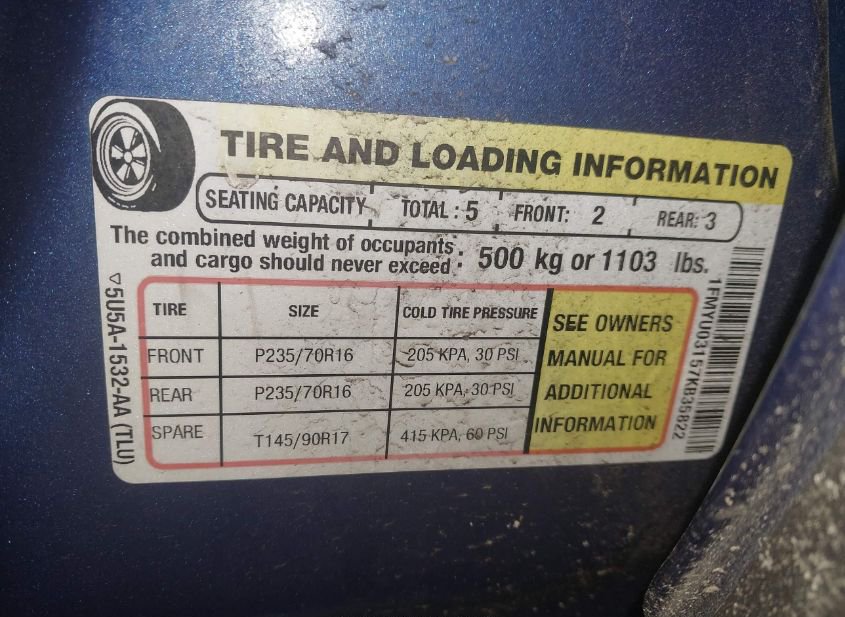 TIRE AND LOADING INFORMATION
SEATING CAPACITY TOTAL : 5 FRONT: 2 REAR: 3
The combined weight of occupants
and cargo should never exceed : 500 kg or 1103 lbs.
TIRE SIZE COLD TIRE PRESSURE
FRONT P235/70R16 205 KPA, 30 PSI
REAR P235/70R16 205 KPA, 30 PSI
SPARE T145/90R17 415 KPA, 60 PSI
SEE OWNERS
MANUAL FOR
ADDITIONAL
INFORMATION
5U5A-1532-AA (TLU)
1FMYU03157KB35822